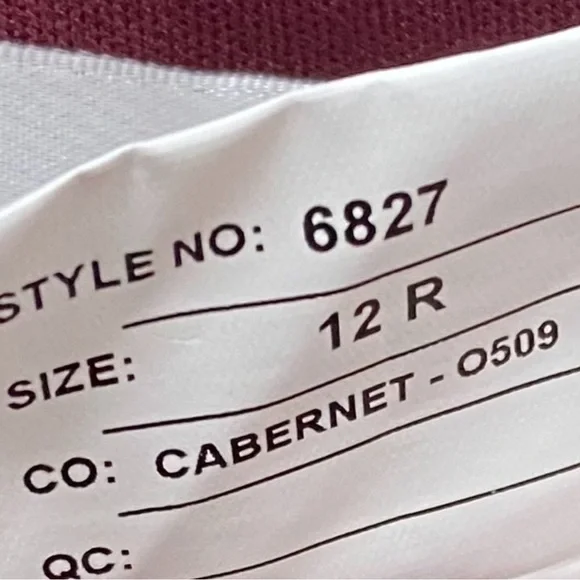 STYLE NO: 6827
SIZE: 12 R
CO: CABERNET - O509
QC: